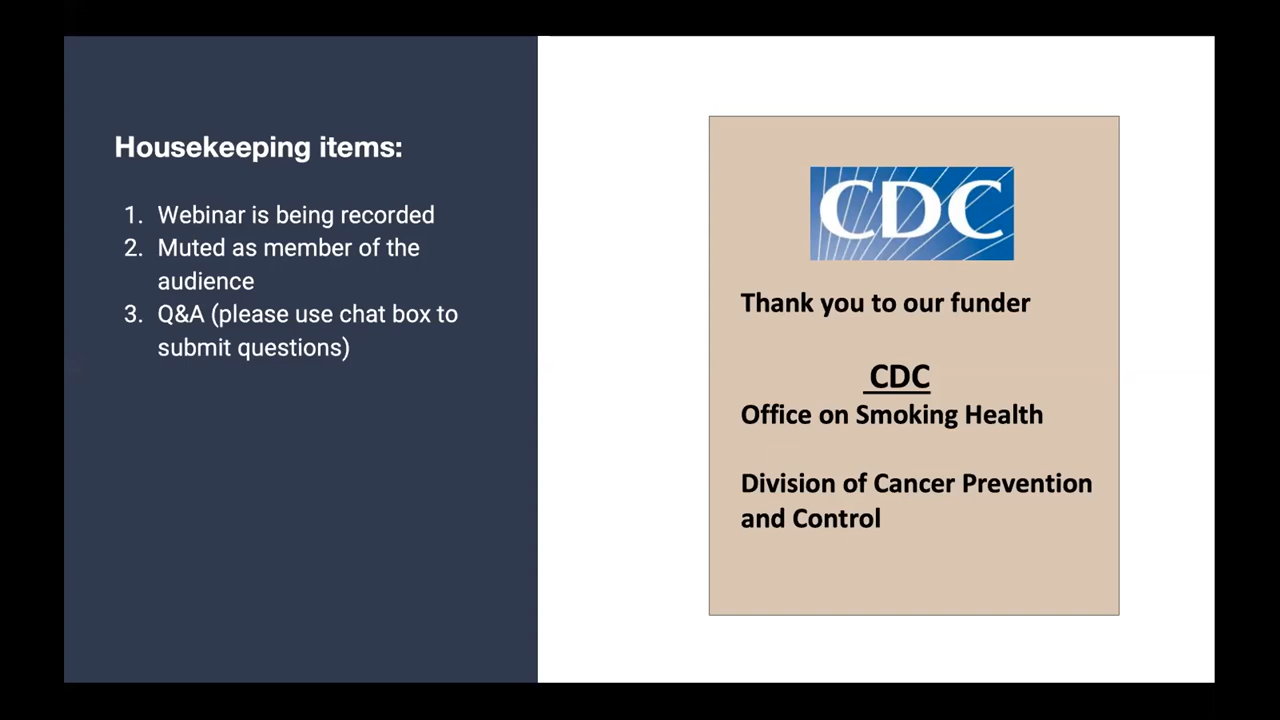 Housekeeping items:
1. Webinar is being recorded
2. Muted as member of the
audience
3. Q&A (please use chat box to
submit questions)
CDC
Thank you to our funder
CDC
Office on Smoking Health
Division of Cancer Prevention
and Control